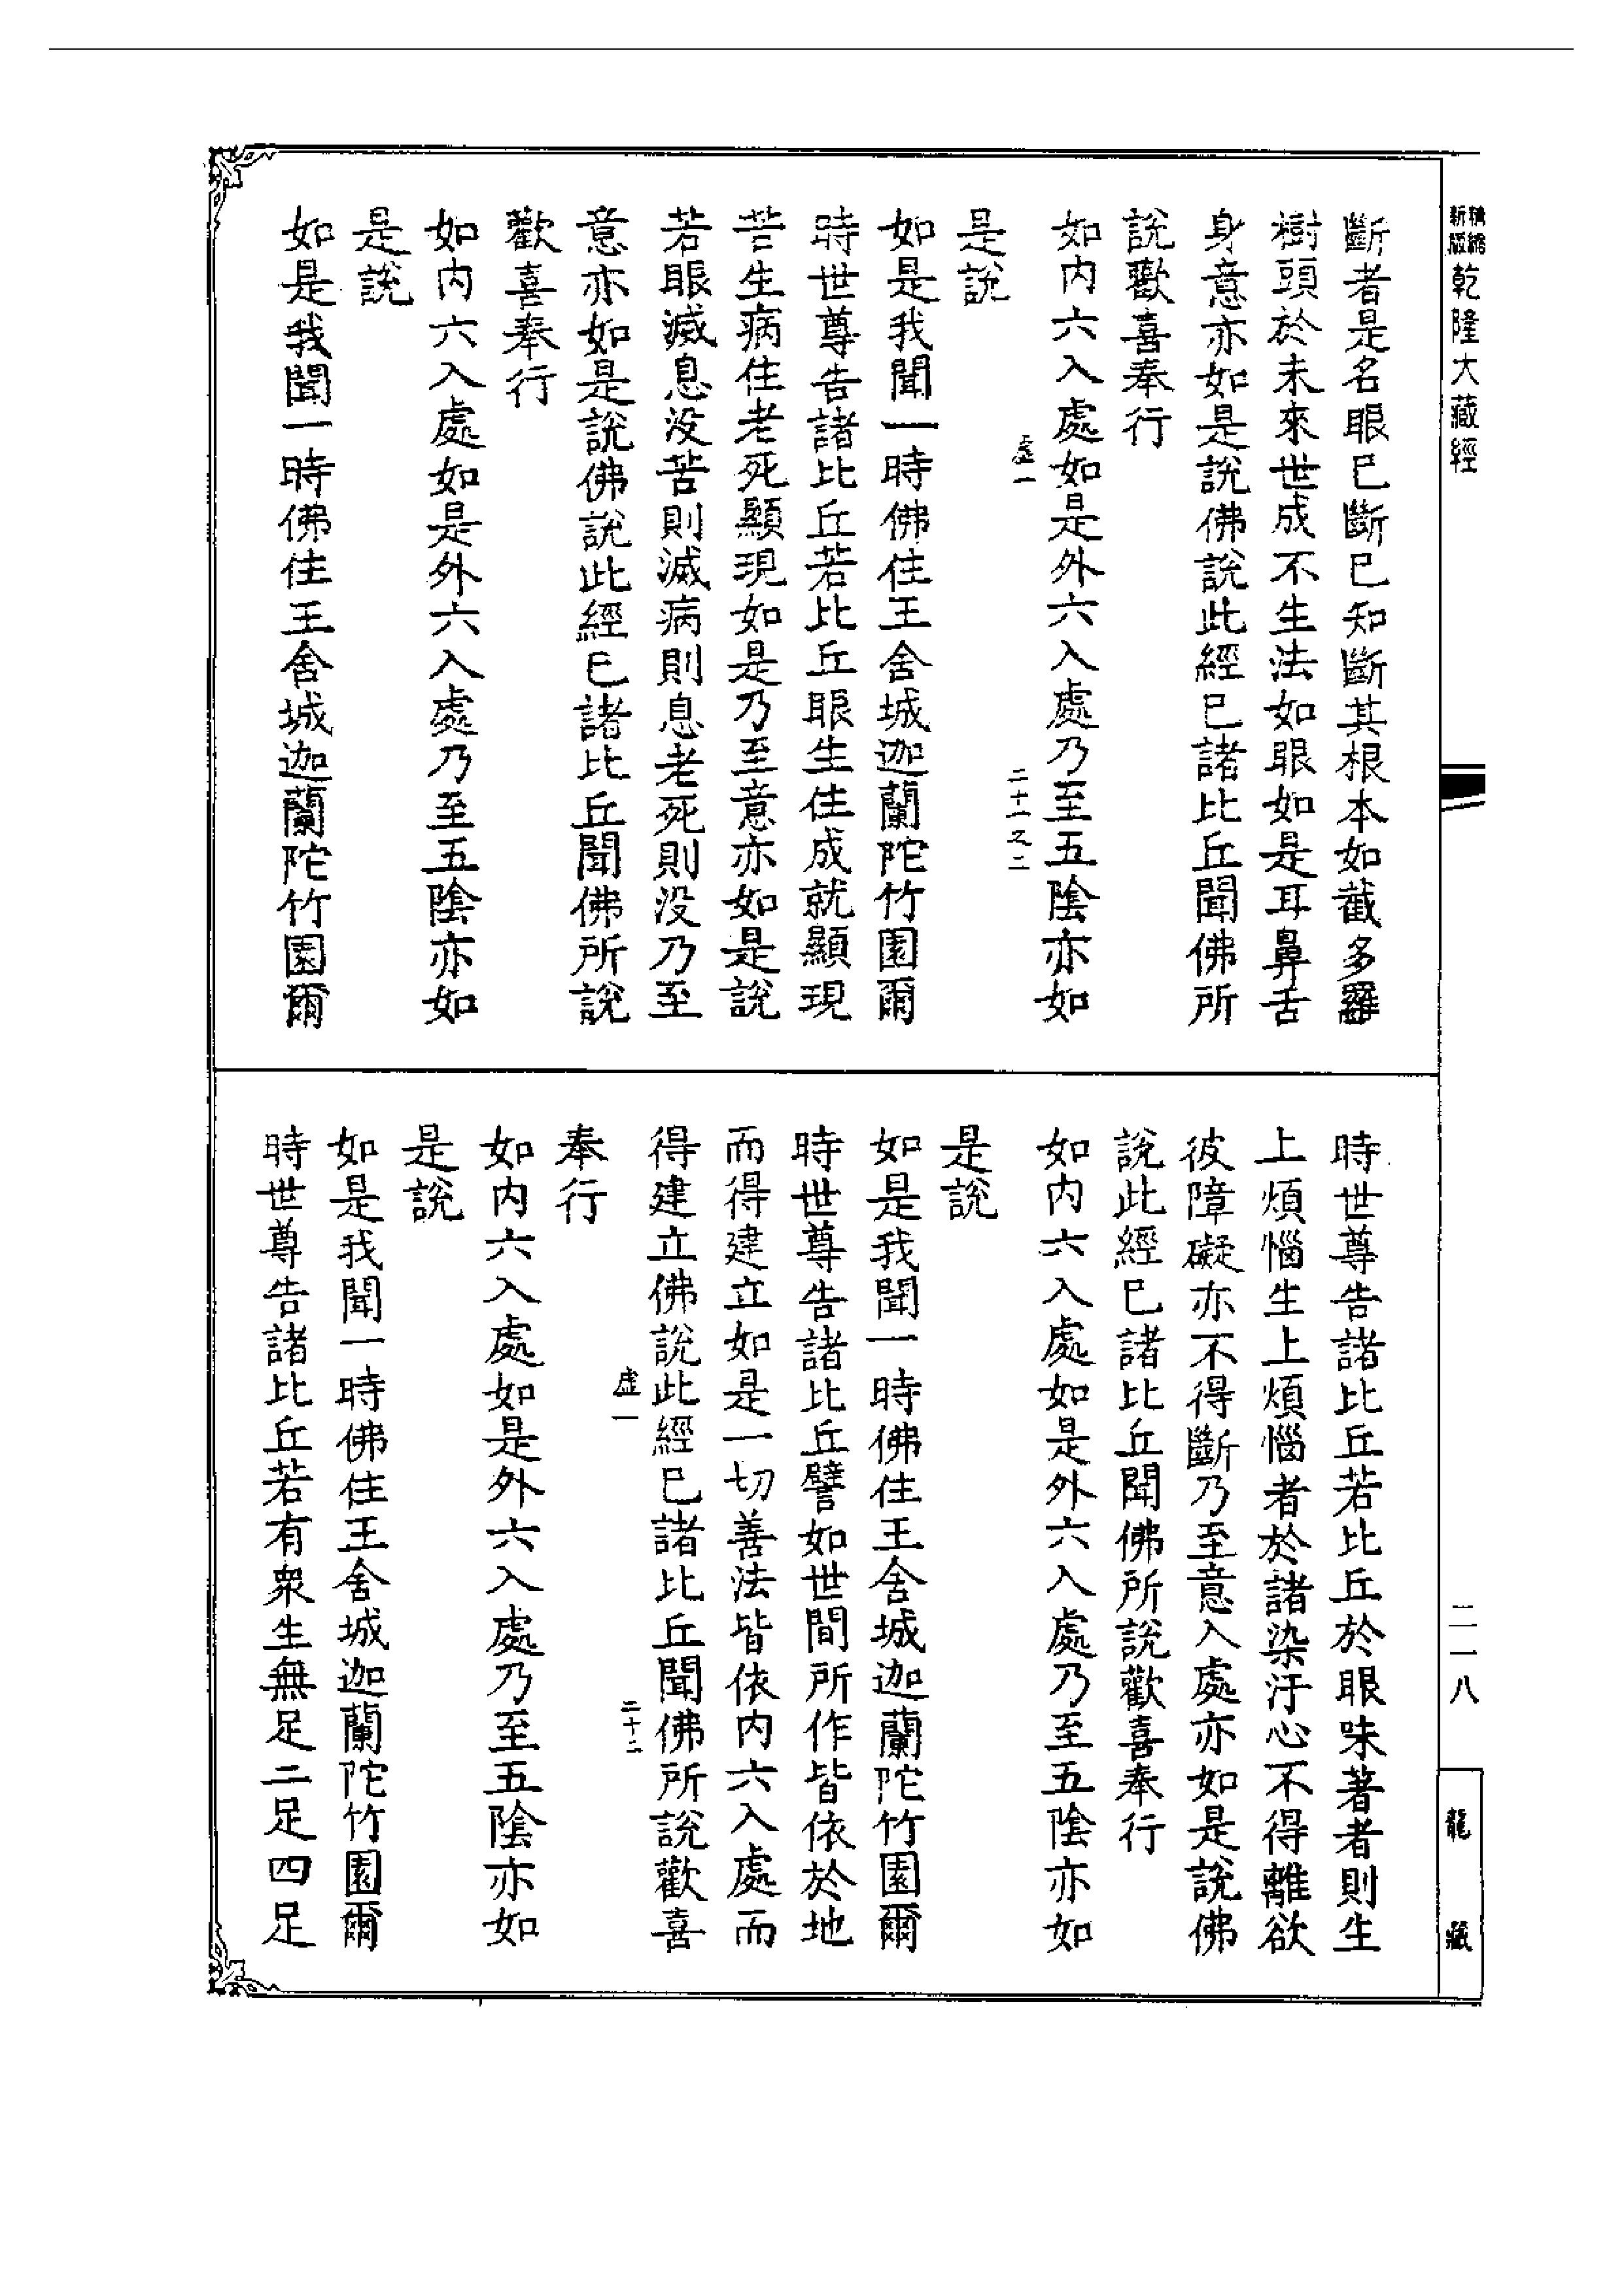 新編
縮版
乾隆大藏經
斷者是名眼已斷已知斷其根本如截多羅
樹頭於未來世成不生法如眼如是耳鼻舌
身意亦如是說佛說此經已諸比丘聞佛所
說歡喜奉行
如內六入處如是外六入處乃至五陰亦如
虛一
二十一之二
是說
如是我聞一時佛住王舍城迦蘭陀竹園爾
時世尊告諸比丘若比丘眼生住成就顯現
苦生病住老死顯現如是乃至意亦如是說
若眼滅息没苦則滅病則息老死則没乃至
意亦如是說佛說此經已諸比丘聞佛所說
歡喜奉行
如內六入處如是外六入處乃至五陰亦如
是說
如是我聞一時佛住王舍城迦蘭陀竹園爾
時世尊告諸比丘若比丘於眼味著者則生
上煩惱生上煩惱者於諸染汙心不得離欲
彼障礙亦不得斷乃至意入處亦如是說佛
說此經已諸比丘聞佛所說歡喜奉行
如內六入處如是外六入處乃至五陰亦如
是說
如是我聞一時佛住王舍城迦蘭陀竹園爾
時世尊告諸比丘譬如世間所作皆依於地
而得建立如是一切善法皆依內六入處而
得建立佛說此經已諸比丘聞佛所說歡喜
虛一
二十二
奉行
如內六入處如是外六入處乃至五陰亦如
是說
如是我聞一時佛住王舍城迦蘭陀竹園爾
時世尊告諸比丘若有衆生無足二足四足
二一八
龍藏